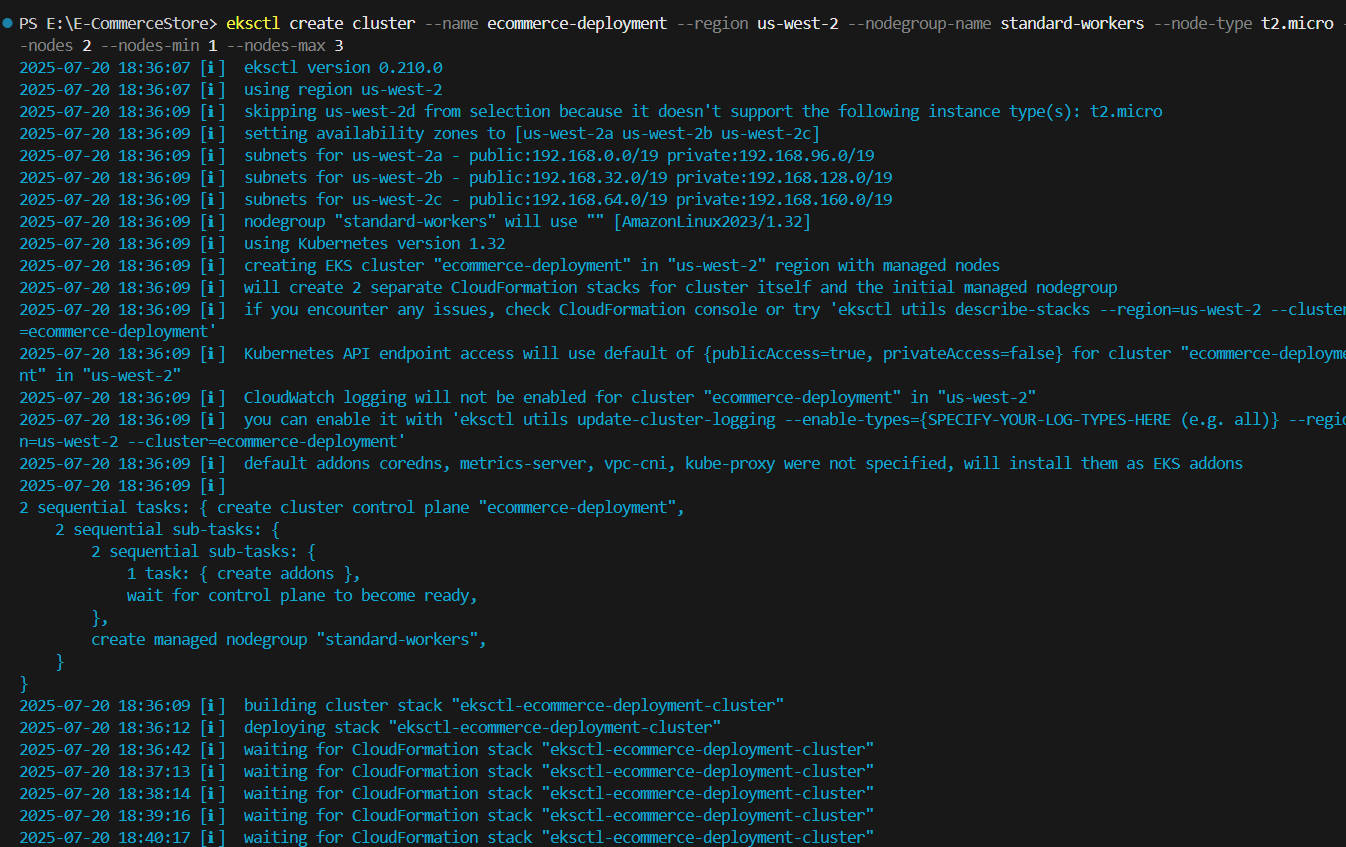 PS E:\E-CommerceStore> eksctl create cluster --name ecommerce-deployment --region us-west-2 --nodegroup-name standard-workers --node-type t2.micro -
-nodes 2 --nodes-min 1 --nodes-max 3
2025-07-20 18:36:07 [ℹ]  eksctl version 0.210.0
2025-07-20 18:36:07 [ℹ]  using region us-west-2
2025-07-20 18:36:09 [ℹ]  skipping us-west-2d from selection because it doesn't support the following instance type(s): t2.micro
2025-07-20 18:36:09 [ℹ]  setting availability zones to [us-west-2a us-west-2b us-west-2c]
2025-07-20 18:36:09 [ℹ]  subnets for us-west-2a - public:192.168.0.0/19 private:192.168.96.0/19
2025-07-20 18:36:09 [ℹ]  subnets for us-west-2b - public:192.168.32.0/19 private:192.168.128.0/19
2025-07-20 18:36:09 [ℹ]  subnets for us-west-2c - public:192.168.64.0/19 private:192.168.160.0/19
2025-07-20 18:36:09 [ℹ]  nodegroup "standard-workers" will use "" [AmazonLinux2023/1.32]
2025-07-20 18:36:09 [ℹ]  using Kubernetes version 1.32
2025-07-20 18:36:09 [ℹ]  creating EKS cluster "ecommerce-deployment" in "us-west-2" region with managed nodes
2025-07-20 18:36:09 [ℹ]  will create 2 separate CloudFormation stacks for cluster itself and the initial managed nodegroup
2025-07-20 18:36:09 [ℹ]  if you encounter any issues, check CloudFormation console or try 'eksctl utils describe-stacks --region=us-west-2 --cluster
=ecommerce-deployment'
2025-07-20 18:36:09 [ℹ]  Kubernetes API endpoint access will use default of {publicAccess=true, privateAccess=false} for cluster "ecommerce-deployme
nt" in "us-west-2"
2025-07-20 18:36:09 [ℹ]  CloudWatch logging will not be enabled for cluster "ecommerce-deployment" in "us-west-2"
2025-07-20 18:36:09 [ℹ]  you can enable it with 'eksctl utils update-cluster-logging --enable-types={SPECIFY-YOUR-LOG-TYPES-HERE (e.g. all)} --regio
n=us-west-2 --cluster=ecommerce-deployment'
2025-07-20 18:36:09 [ℹ]  default addons coredns, metrics-server, vpc-cni, kube-proxy were not specified, will install them as EKS addons
2025-07-20 18:36:09 [ℹ]
2 sequential tasks: { create cluster control plane "ecommerce-deployment",
    2 sequential sub-tasks: {
        2 sequential sub-tasks: {
            1 task: { create addons },
            wait for control plane to become ready,
        },
        create managed nodegroup "standard-workers",
    }
}
2025-07-20 18:36:09 [ℹ]  building cluster stack "eksctl-ecommerce-deployment-cluster"
2025-07-20 18:36:12 [ℹ]  deploying stack "eksctl-ecommerce-deployment-cluster"
2025-07-20 18:36:42 [ℹ]  waiting for CloudFormation stack "eksctl-ecommerce-deployment-cluster"
2025-07-20 18:37:13 [ℹ]  waiting for CloudFormation stack "eksctl-ecommerce-deployment-cluster"
2025-07-20 18:38:14 [ℹ]  waiting for CloudFormation stack "eksctl-ecommerce-deployment-cluster"
2025-07-20 18:39:16 [ℹ]  waiting for CloudFormation stack "eksctl-ecommerce-deployment-cluster"
2025-07-20 18:40:17 [ℹ]  waiting for CloudFormation stack "eksctl-ecommerce-deployment-cluster"